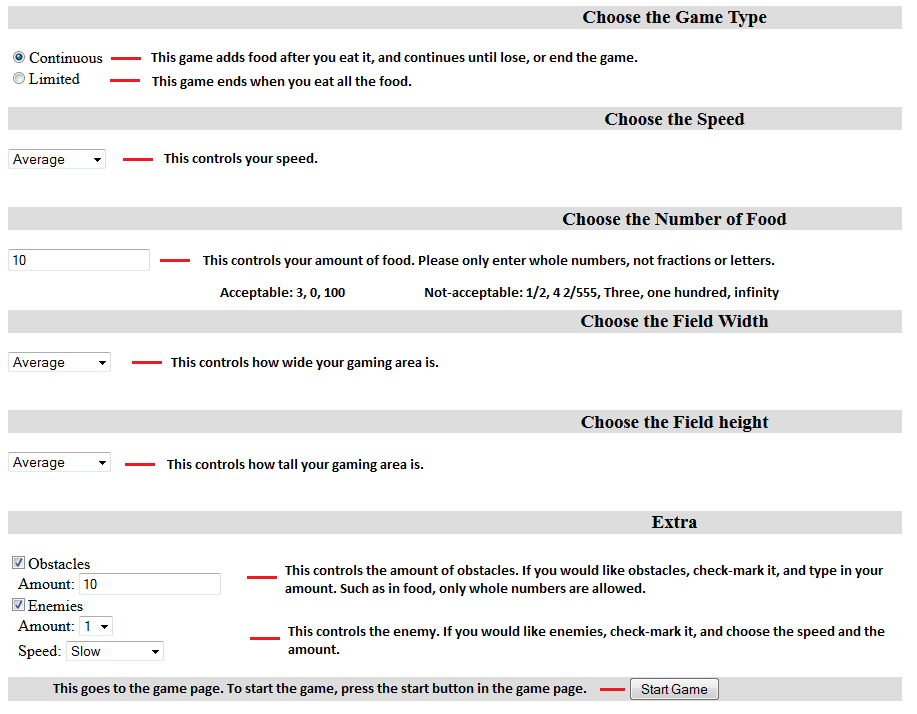 Choose the Game Type
Continuous This game adds food after you eat it, and continues until lose, or end the game.
Limited This game ends when you eat all the food.
Choose the Speed
Average This controls your speed.
Choose the Number of Food
10 This controls your amount of food. Please only enter whole numbers, not fractions or letters.
Acceptable: 3, 0, 100 Not-acceptable: 1/2, 4 2/555, Three, one hundred, infinity
Choose the Field Width
Average This controls how wide your gaming area is.
Choose the Field height
Average This controls how tall your gaming area is.
Extra
Obstacles
Amount: 10
This controls the amount of obstacles. If you would like obstacles, check-mark it, and type in your
amount. Such as in food, only whole numbers are allowed.
Enemies
Amount: 1
Speed: Slow
This controls the enemy. If you would like enemies, check-mark it, and choose the speed and the
amount.
This goes to the game page. To start the game, press the start button in the game page. Start Game